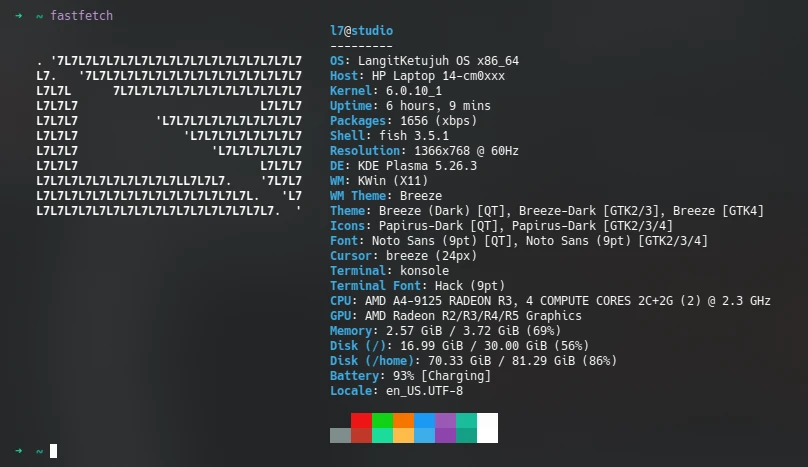 ➜ ~ fastfetch
l7@studio
---------
. '7L7L7L7L7L7L7L7L7L7L7L7L7L7L7L7L7L7 OS: LangitKetujuh OS x86_64
L7. '7L7L7L7L7L7L7L7L7L7L7L7L7L7L7L7 Host: HP Laptop 14-cm0xxx
L7L7L 7L7L7L7L7L7L7L7L7L7L7L7L7L7 Kernel: 6.0.10_1
L7L7L7 L7L7L7 Uptime: 6 hours, 9 mins
L7L7L7 'L7L7L7L7L7L7L7L7L7L7 Packages: 1656 (xbps)
L7L7L7 'L7L7L7L7L7L7L7L7 Shell: fish 3.5.1
L7L7L7 'L7L7L7L7L7L7 Resolution: 1366x768 @ 60Hz
L7L7L7 L7L7L7 DE: KDE Plasma 5.26.3
L7L7L7L7L7L7L7L7L7L7LL7L7L7. '7L7L7 WM: KWin (X11)
L7L7L7L7L7L7L7L7L7L7L7L7L7L7L7L. 'L7 WM Theme: Breeze
L7L7L7L7L7L7L7L7L7L7L7L7L7L7L7L7L7. ' Theme: Breeze (Dark) [QT], Breeze-Dark [GTK2/3], Breeze [GTK4]
Icons: Papirus-Dark [QT], Papirus-Dark [GTK2/3/4]
Font: Noto Sans (9pt) [QT], Noto Sans (9pt) [GTK2/3/4]
Cursor: breeze (24px)
Terminal: konsole
Terminal Font: Hack (9pt)
CPU: AMD A4-9125 RADEON R3, 4 COMPUTE CORES 2C+2G (2) @ 2.3 GHz
GPU: AMD Radeon R2/R3/R4/R5 Graphics
Memory: 2.57 GiB / 3.72 GiB (69%)
Disk (/): 16.99 GiB / 30.00 GiB (56%)
Disk (/home): 70.33 GiB / 81.29 GiB (86%)
Battery: 93% [Charging]
Locale: en_US.UTF-8
➜ ~